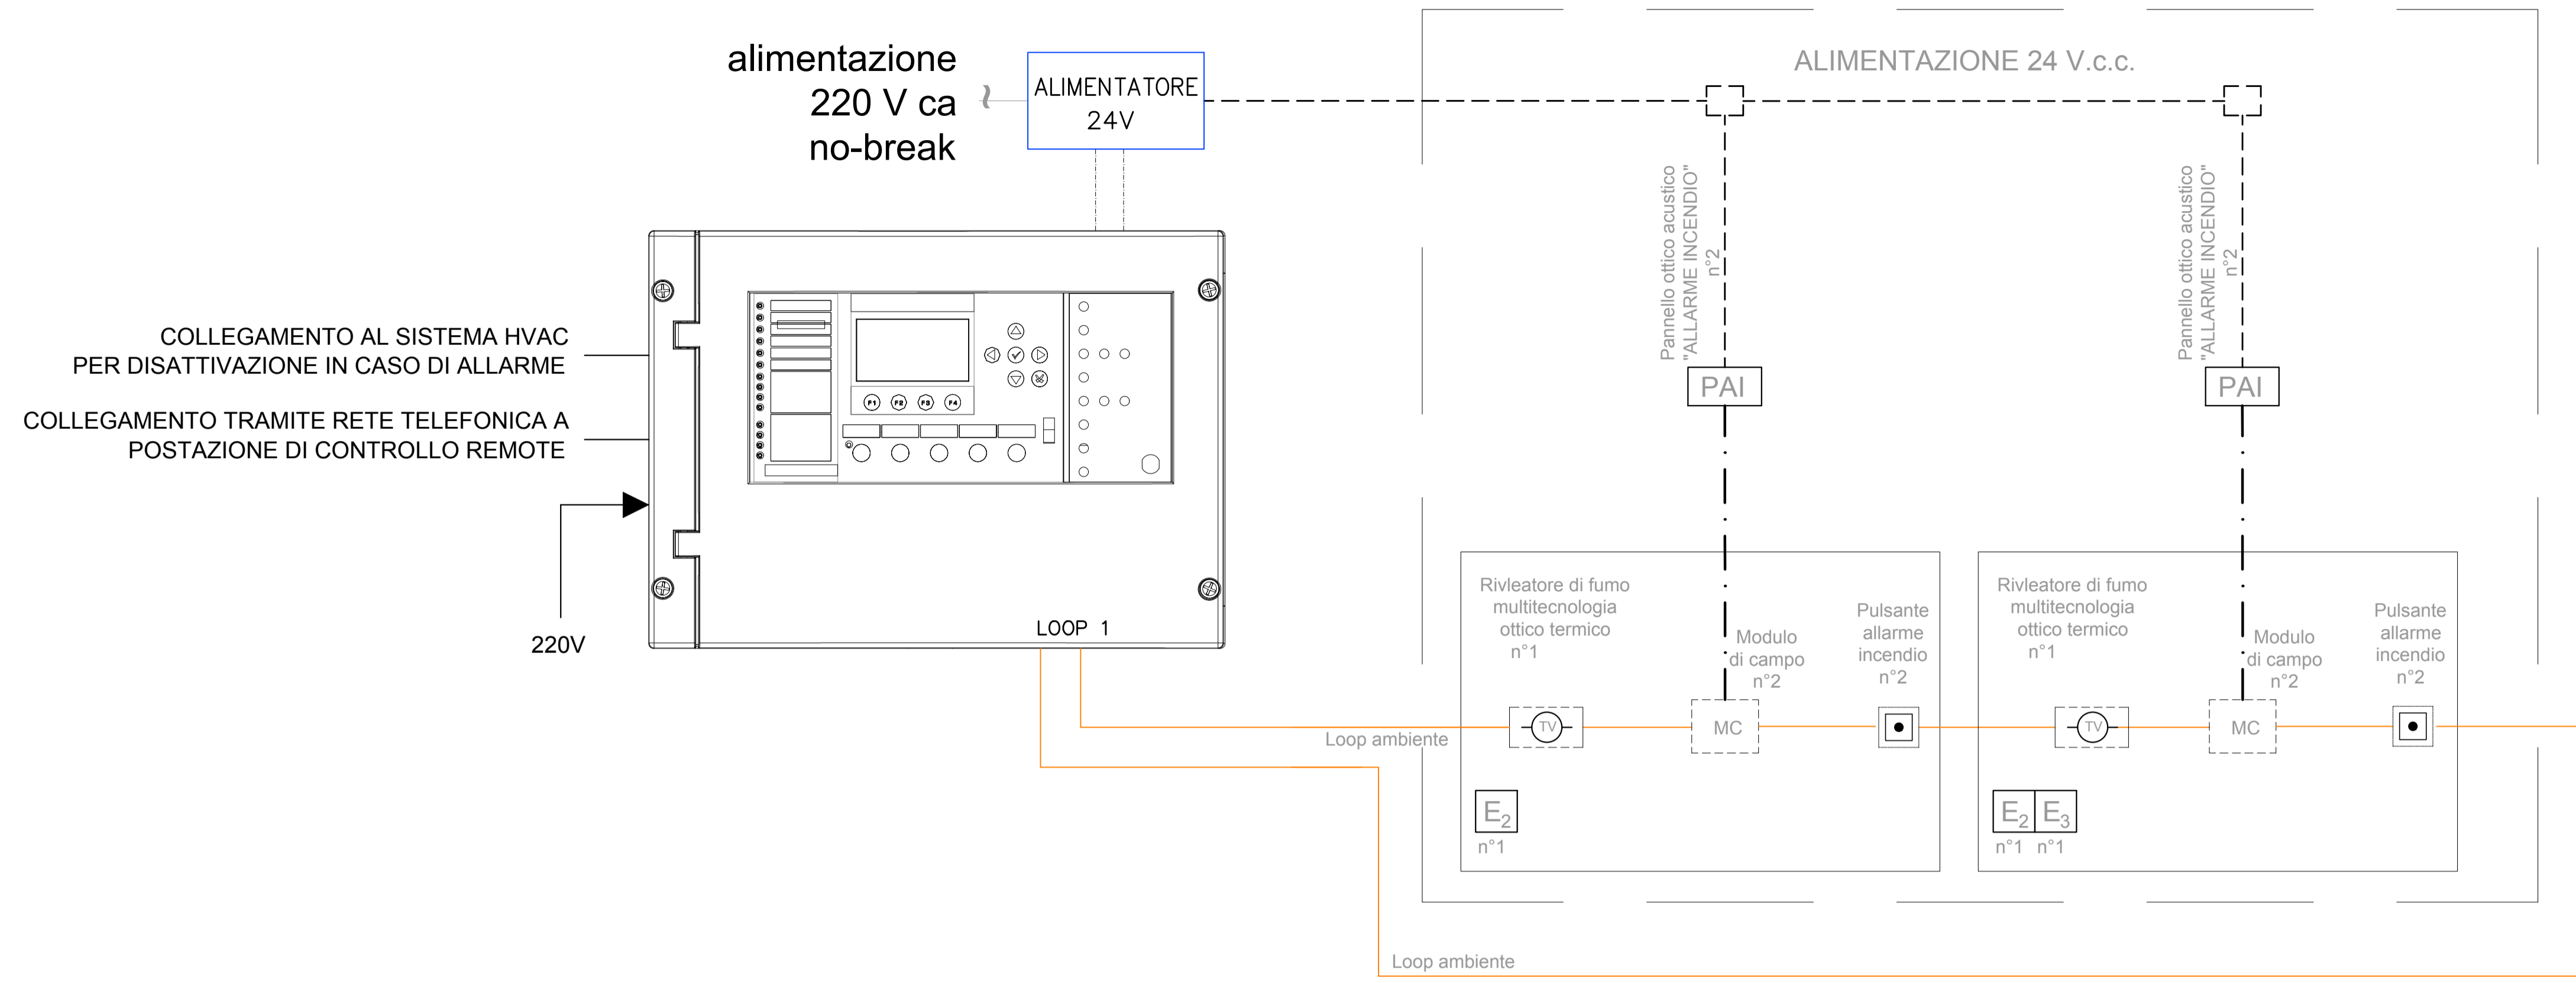 alimentazione
220 V ca
no-break
~
ALIMENTATORE
24V
ALIMENTAZIONE 24 V.c.c.
COLLEGAMENTO AL SISTEMA HVAC
PER DISATTIVAZIONE IN CASO DI ALLARME
COLLEGAMENTO TRAMITE RETE TELEFONICA A
POSTAZIONE DI CONTROLLO REMOTE
220V
F1 F2 F3 F4
LOOP 1
Pannello ottico acustico
"ALLARME INCENDIO"
n°2
PAI
Pannello ottico acustico
"ALLARME INCENDIO"
n°2
PAI
Rivleatore di fumo
multitecnologia
ottico termico
n°1
Modulo
di campo
n°2
Pulsante
allarme
incendio
n°2
TV
MC
E2
n°1
Rivleatore di fumo
multitecnologia
ottico termico
n°1
Modulo
di campo
n°2
Pulsante
allarme
incendio
n°2
TV
MC
E2 E3
n°1 n°1
Loop ambiente
Loop ambiente